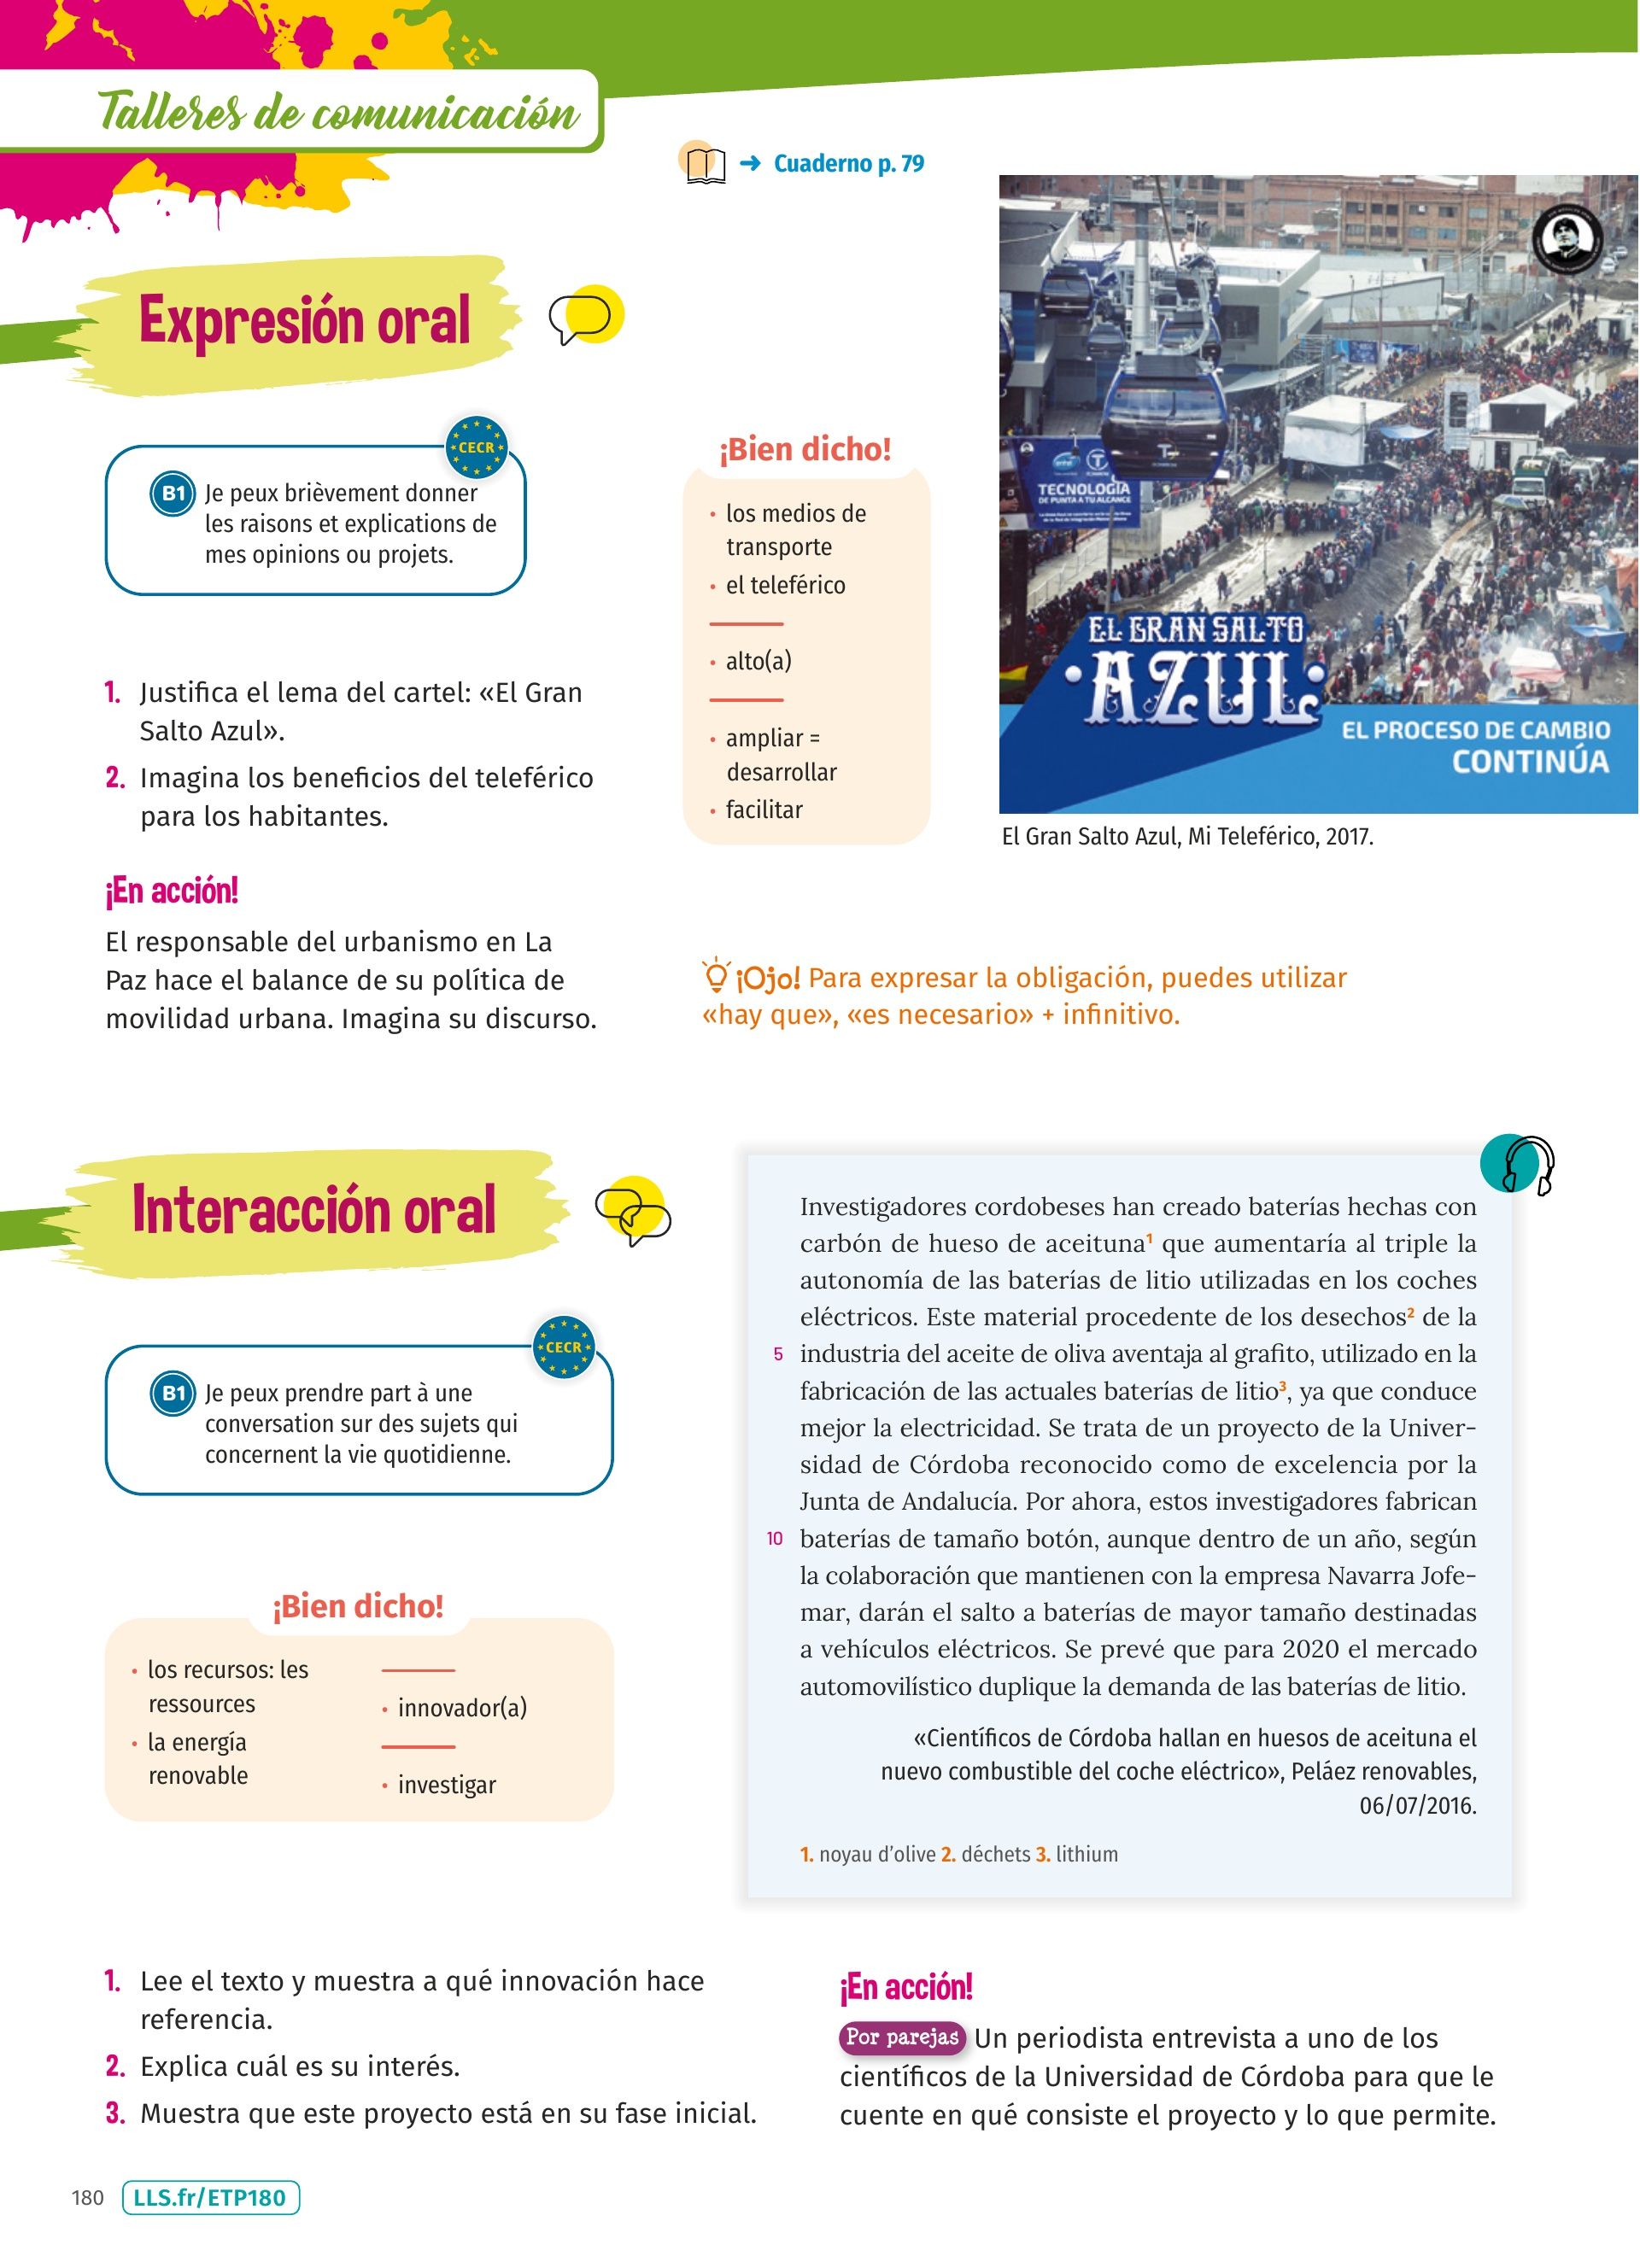 Talleres de comunicación
➜ Cuaderno p. 79
Expresión oral
CECR
B1 Je peux brièvement donner
les raisons et explications de
mes opinions ou projets.
1. Justifica el lema del cartel: «El Gran
Salto Azul».
2. Imagina los beneficios del teleférico
para los habitantes.
¡En acción!
El responsable del urbanismo en La
Paz hace el balance de su política de
movilidad urbana. Imagina su discurso.
¡Bien dicho!
• los medios de
transporte
• el teleférico
• alto(a)
• ampliar =
desarrollar
• facilitar
TECNOLOGÍA
DE PUNTA A TU ALCANCE
EL GRAN SALTO
AZUL
EL PROCESO DE CAMBIO
CONTINÚA
El Gran Salto Azul, Mi Teleférico, 2017.
¡Ojo! Para expresar la obligación, puedes utilizar
«hay que», «es necesario» + infinitivo.
Interacción oral
CECR
B1 Je peux prendre part à une
conversation sur des sujets qui
concernent la vie quotidienne.
¡Bien dicho!
• los recursos: les
ressources
• la energía
renovable
• innovador(a)
• investigar
Investigadores cordobeses han creado baterías hechas con
carbón de hueso de aceituna1 que aumentaría al triple la
autonomía de las baterías de litio utilizadas en los coches
eléctricos. Este material procedente de los desechos2 de la
5 industria del aceite de oliva aventaja al grafito, utilizado en la
fabricación de las actuales baterías de litio3, ya que conduce
mejor la electricidad. Se trata de un proyecto de la Univer-
sidad de Córdoba reconocido como de excelencia por la
Junta de Andalucía. Por ahora, estos investigadores fabrican
10 baterías de tamaño botón, aunque dentro de un año, según
la colaboración que mantienen con la empresa Navarra Jofe-
mar, darán el salto a baterías de mayor tamaño destinadas
a vehículos eléctricos. Se prevé que para 2020 el mercado
automovilístico duplique la demanda de las baterías de litio.
«Científicos de Córdoba hallan en huesos de aceituna el
nuevo combustible del coche eléctrico», Peláez renovables,
06/07/2016.
1. noyau d’olive 2. déchets 3. lithium
1. Lee el texto y muestra a qué innovación hace
referencia.
2. Explica cuál es su interés.
3. Muestra que este proyecto está en su fase inicial.
¡En acción!
Por parejas Un periodista entrevista a uno de los
científicos de la Universidad de Córdoba para que le
cuente en qué consiste el proyecto y lo que permite.
180 LLS.fr/ETP180